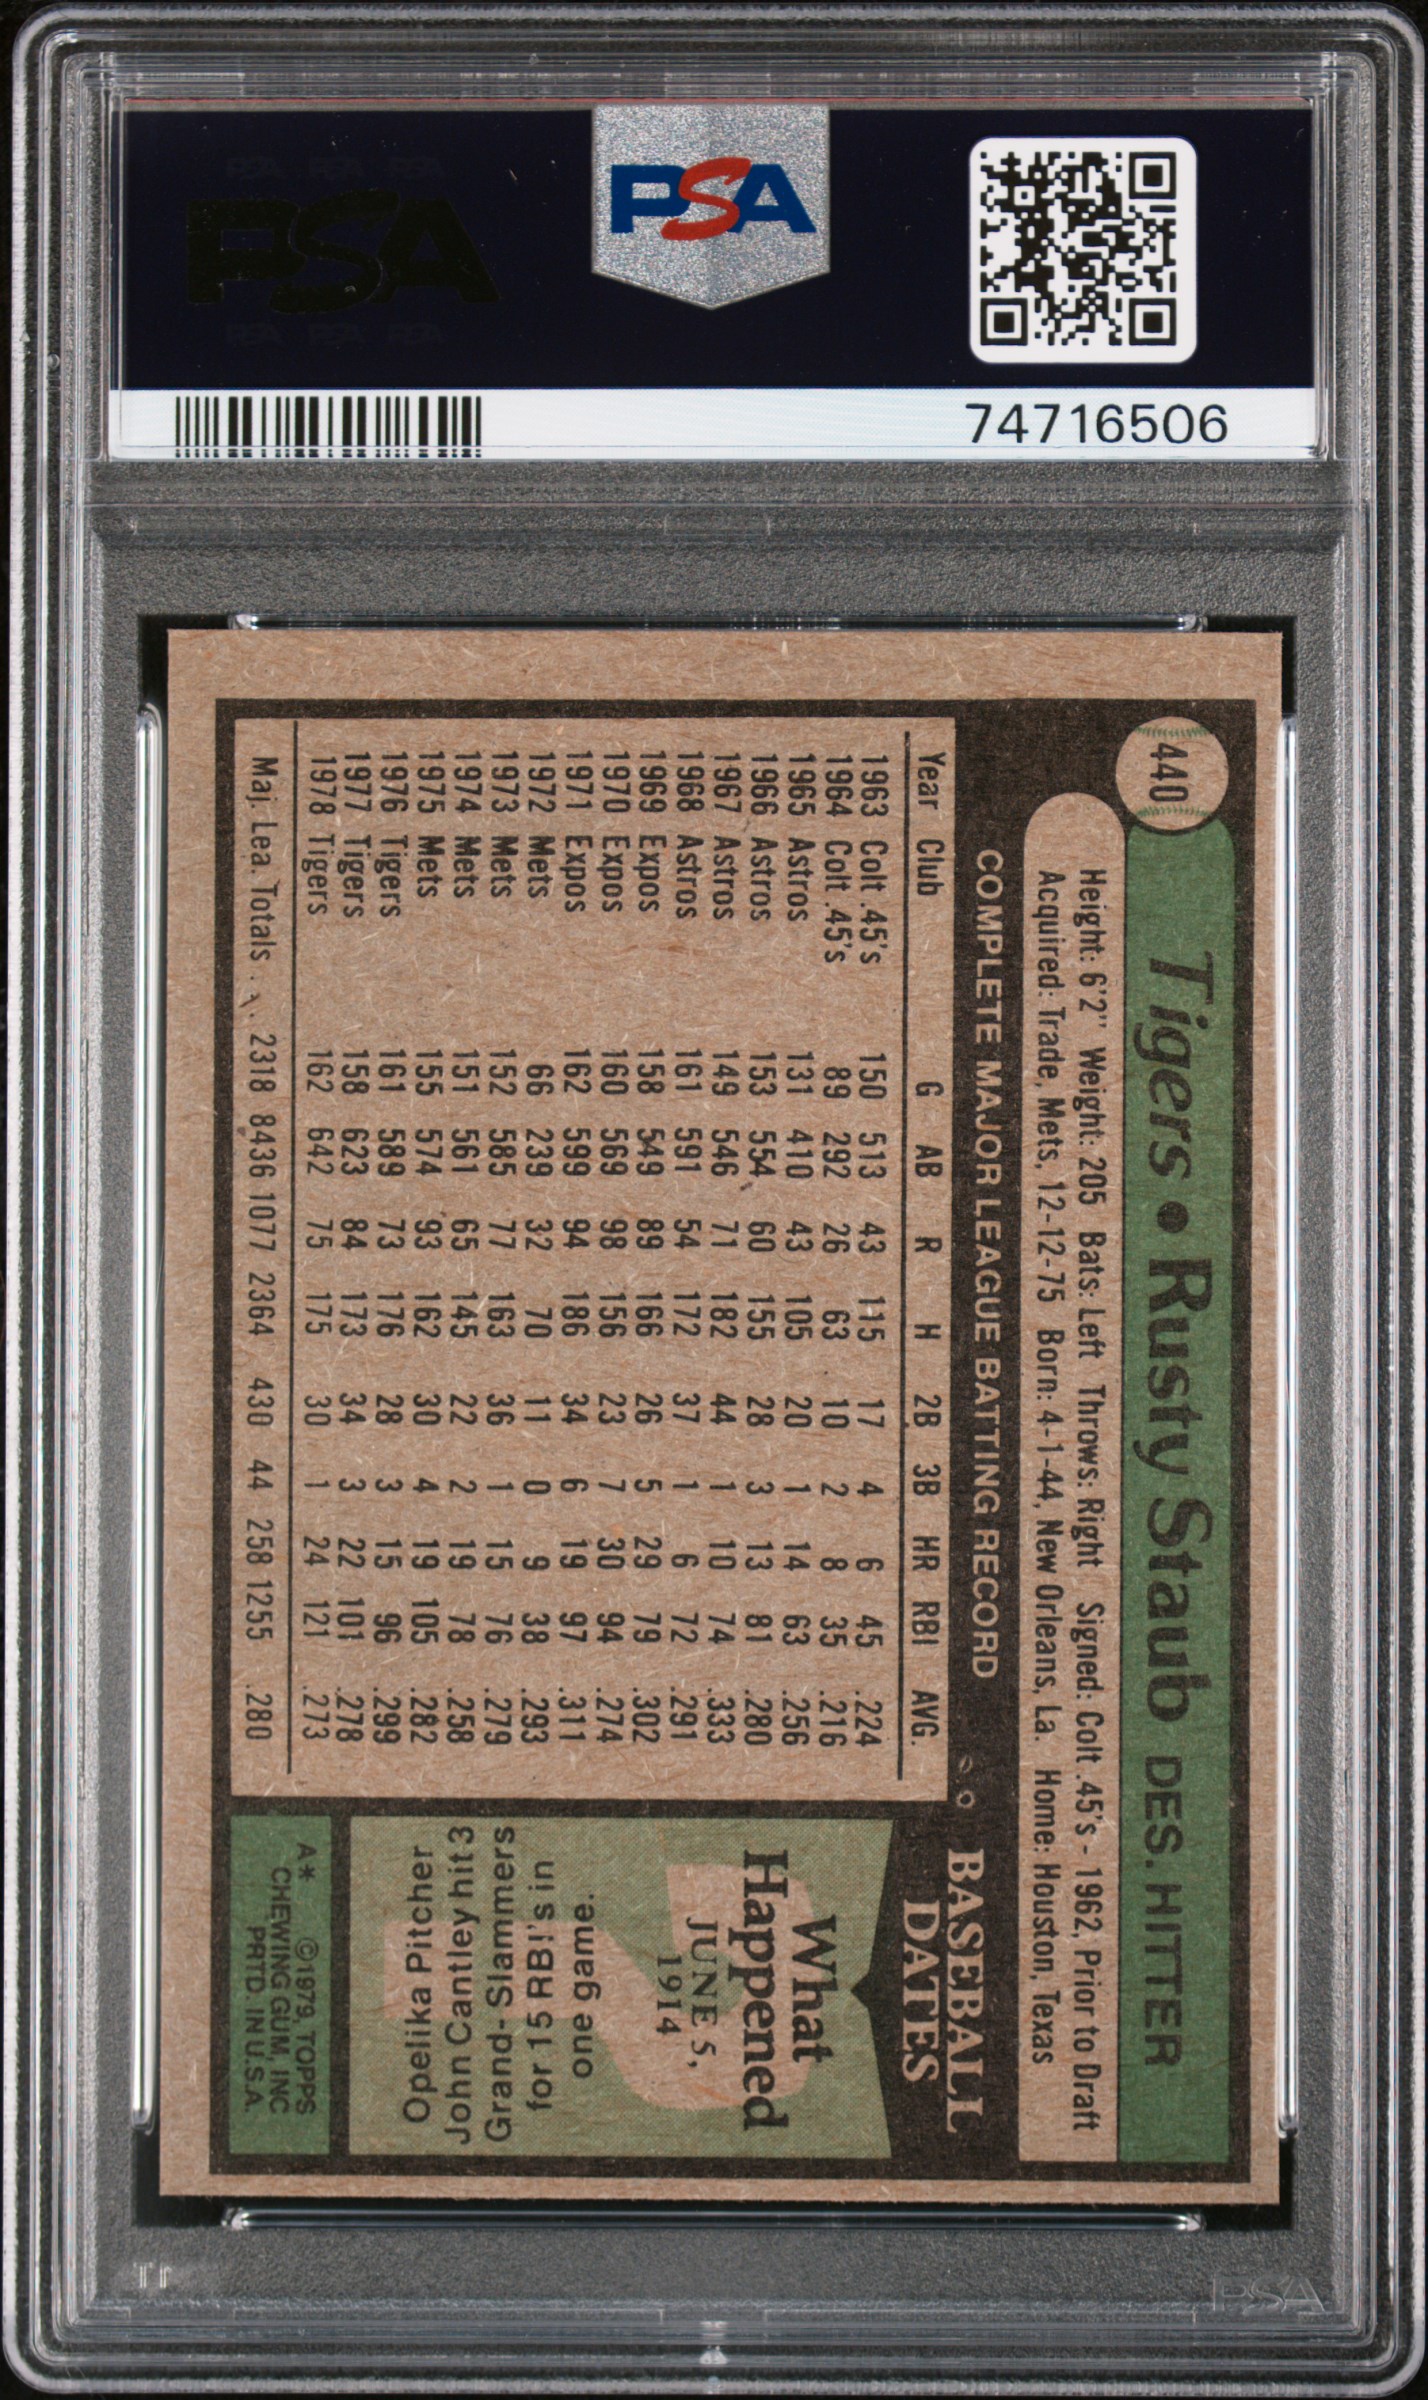 PSA
PSA PSA PSA
PSA
PSA PSA PSA
74716506
440
Tigers • Rusty Staub DES. HITTER
Height: 6'2" Weight: 205 Bats: Left Throws: Right Signed: Colt .45's - 1962, Prior to Draft
Acquired: Trade, Mets, 12-12-75 Born: 4-1-44, New Orleans, La. Home: Houston, Texas
COMPLETE MAJOR LEAGUE BATTING RECORD
Year Club G AB R H 2B 3B HR RBI AVG.
1963 Colt .45's 150 513 43 115 17 4 6 45 .224
1964 Colt .45's 89 292 26 63 10 2 8 35 .216
1965 Astros 131 410 43 105 20 1 14 63 .256
1966 Astros 153 554 60 155 28 3 13 81 .280
1967 Astros 149 546 71 182 44 1 10 74 .333
1968 Astros 161 591 54 172 37 1 6 72 .291
1969 Expos 158 549 89 166 26 5 29 79 .302
1970 Expos 160 569 98 156 23 7 30 94 .274
1971 Expos 162 599 94 186 34 6 19 97 .311
1972 Mets 66 239 32 70 11 0 9 38 .293
1973 Mets 152 585 77 163 36 1 15 76 .279
1974 Mets 151 561 65 145 22 2 19 78 .258
1975 Mets 155 574 93 162 30 4 19 105 .282
1976 Tigers 161 589 73 176 28 3 15 96 .299
1977 Tigers 158 623 84 173 34 3 22 101 .278
1978 Tigers 162 642 75 175 30 1 24 121 .273
Maj. Lea. Totals . . 2318 8436 1077 2364 430 44 258 1255 .280
BASEBALL
DATES
What
Happened
JUNE 5,
1914
Opelika Pitcher
John Cantley hit 3
Grand-Slammers
for 15 RBI's in
one game.
A* ©1979, TOPPS
CHEWING GUM, INC
PRTD. IN U.S.A.
PSA